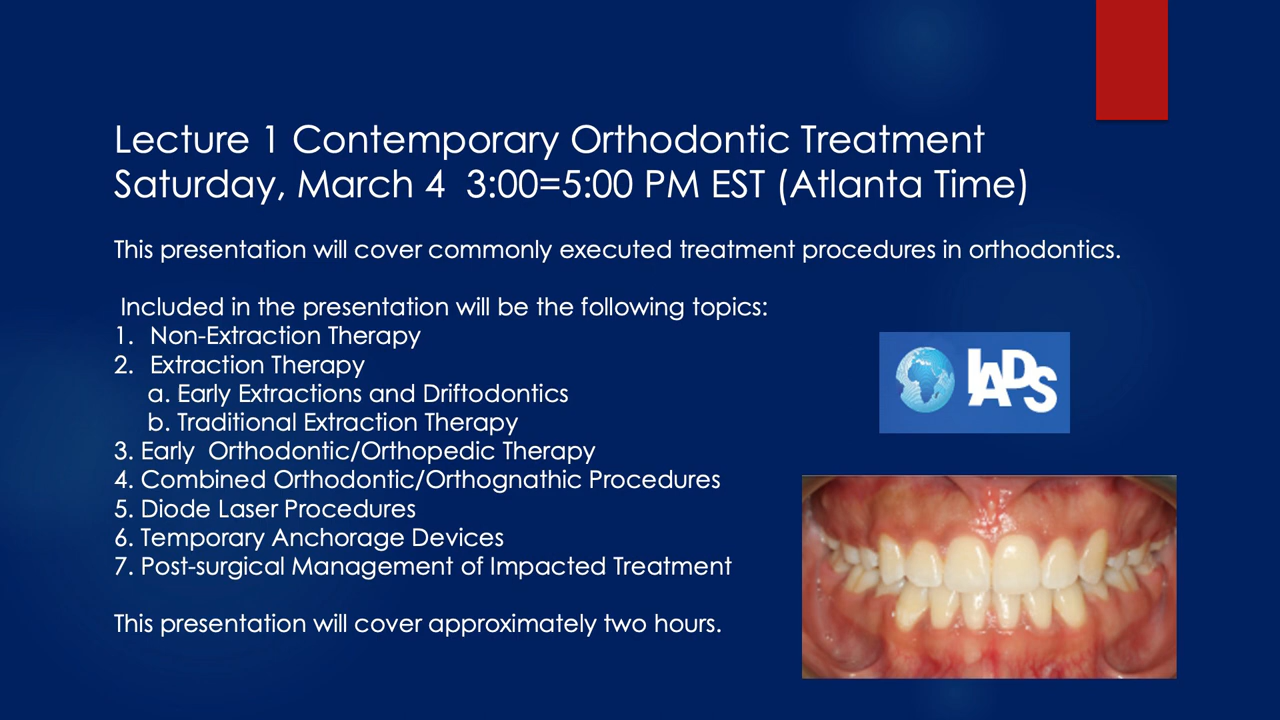 Lecture 1 Contemporary Orthodontic Treatment
Saturday, March 4  3:00=5:00 PM EST (Atlanta Time)
This presentation will cover commonly executed treatment procedures in orthodontics.
Included in the presentation will be the following topics:
1.  Non-Extraction Therapy
2.  Extraction Therapy
a. Early Extractions and Driftodontics
b. Traditional Extraction Therapy
3. Early  Orthodontic/Orthopedic Therapy
4. Combined Orthodontic/Orthognathic Procedures
5. Diode Laser Procedures
6. Temporary Anchorage Devices
7. Post-surgical Management of Impacted Treatment
This presentation will cover approximately two hours.
IADS